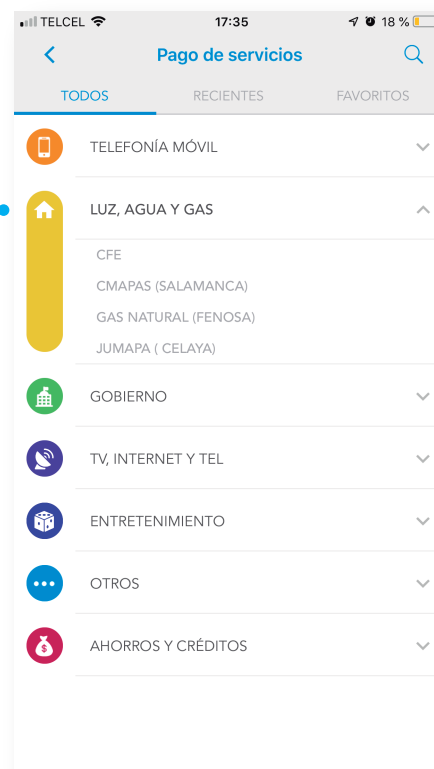 TELCEL 17:35 18 %
Pago de servicios
TODOS RECIENTES FAVORITOS
TELEFONÍA MÓVIL
LUZ, AGUA Y GAS
CFE
CMAPAS (SALAMANCA)
GAS NATURAL (FENOSA)
JUMAPA ( CELAYA)
GOBIERNO
TV, INTERNET Y TEL
ENTRETENIMIENTO
OTROS
AHORROS Y CRÉDITOS